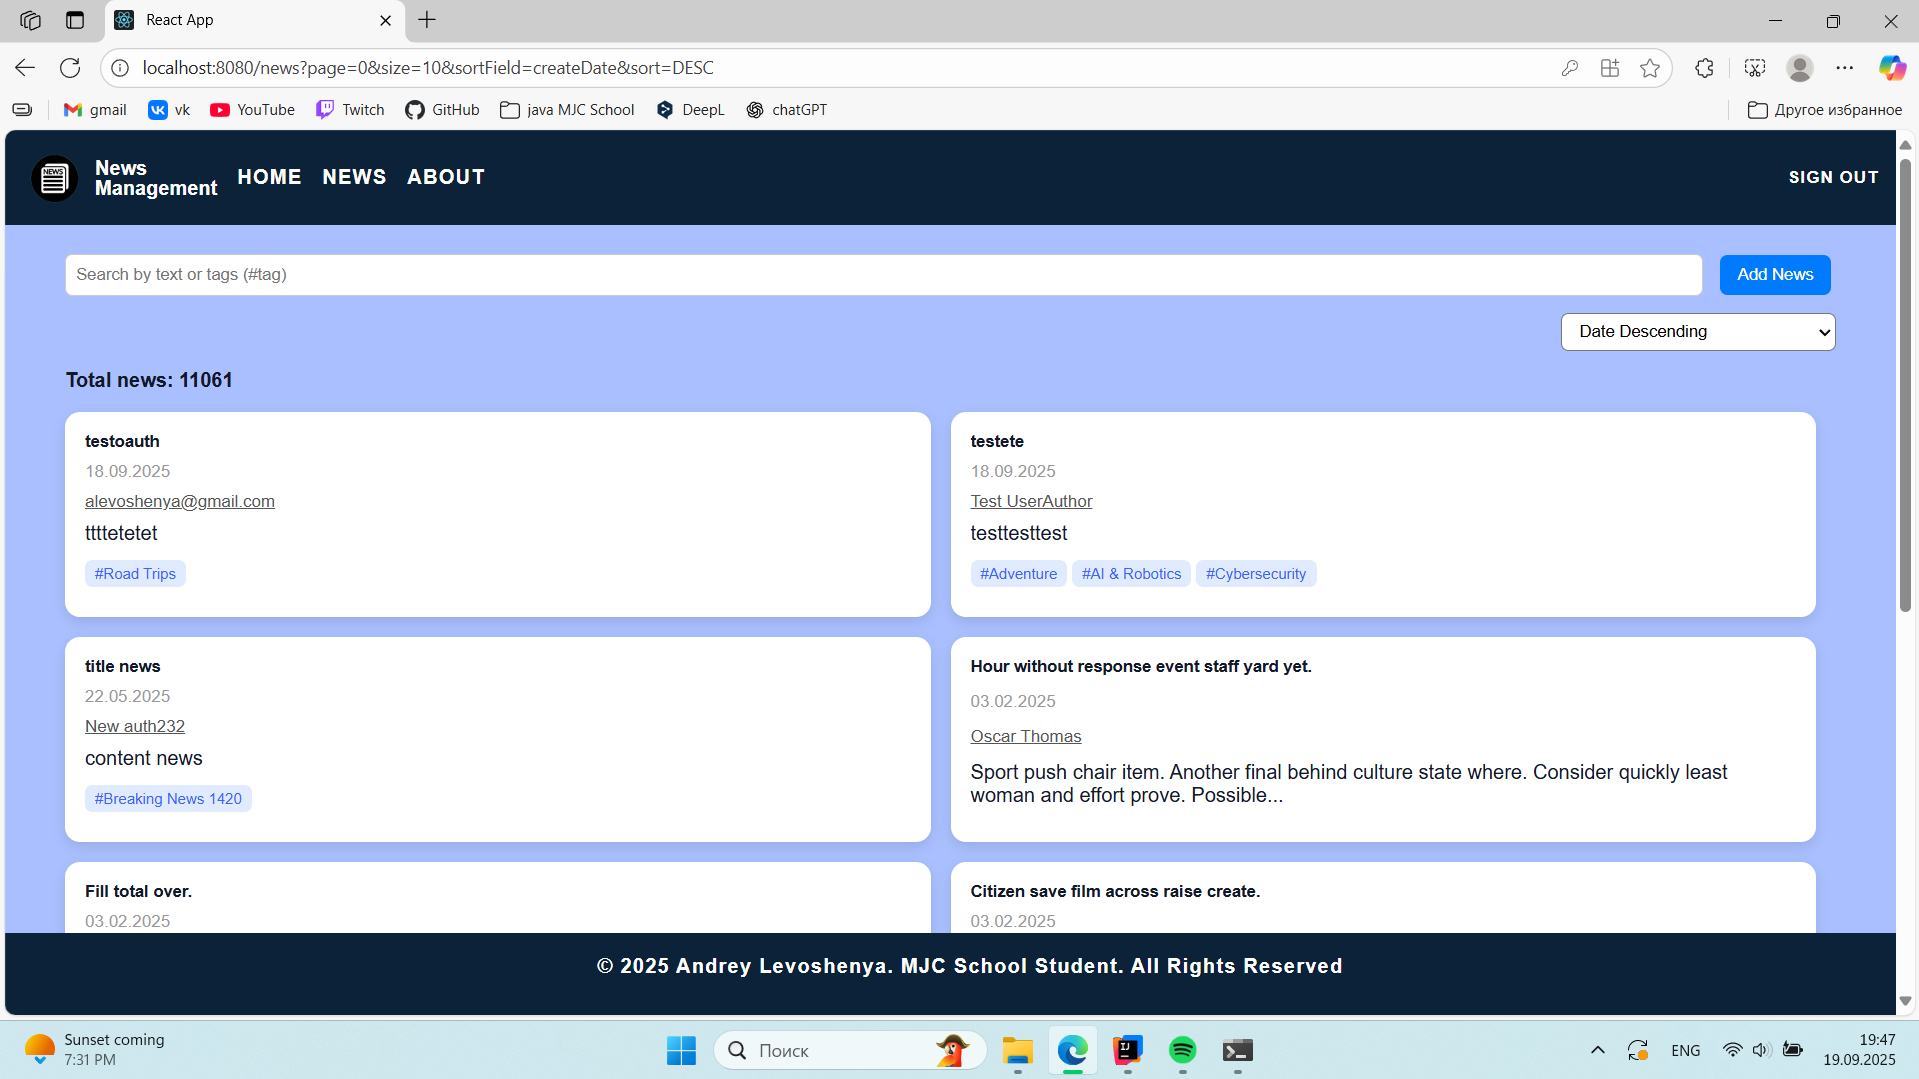 React App
localhost:8080/news?page=0&size=10&sortField=createDate&sort=DESC
gmail vk YouTube Twitch GitHub java MJC School DeepL chatGPT Другое избранное
NEWS
News Management
HOME NEWS ABOUT SIGN OUT
Search by text or tags (#tag) Add News
Date Descending
Total news: 11061
testoauth
18.09.2025
alevoshenya@gmail.com
ttttetetet
#Road Trips
testete
18.09.2025
Test UserAuthor
testtesttest
#Adventure #AI & Robotics #Cybersecurity
title news
22.05.2025
New auth232
content news
#Breaking News 1420
Hour without response event staff yard yet.
03.02.2025
Oscar Thomas
Sport push chair item. Another final behind culture state where. Consider quickly least
woman and effort prove. Possible...
Fill total over.
03.02.2025
Citizen save film across raise create.
03.02.2025
© 2025 Andrey Levoshenya. MJC School Student. All Rights Reserved
Sunset coming
7:31 PM
Поиск
ENG
19:47
19.09.2025